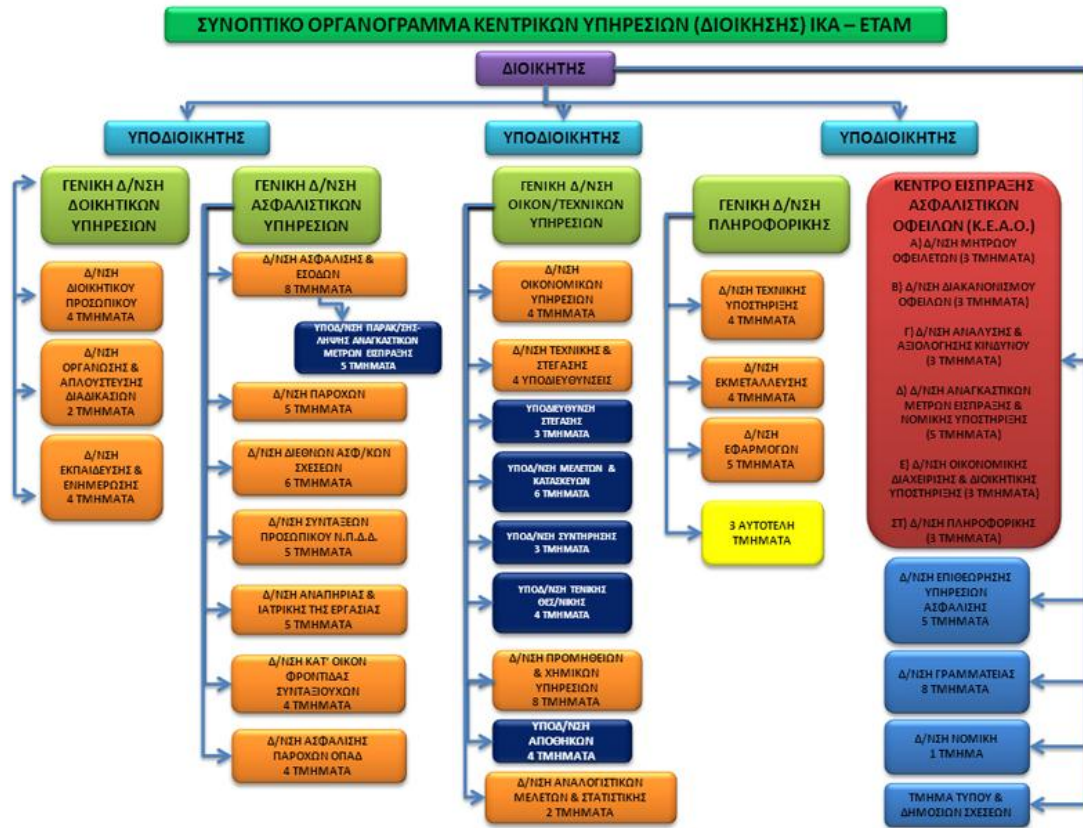 ΣΥΝΟΠΤΙΚΟ ΟΡΓΑΝΟΓΡΑΜΜΑ ΚΕΝΤΡΙΚΩΝ ΥΠΗΡΕΣΙΩΝ (ΔΙΟΙΚΗΣΗΣ) ΙΚΑ – ΕΤΑΜ
ΔΙΟΙΚΗΤΗΣ
ΥΠΟΔΙΟΙΚΗΤΗΣ
ΥΠΟΔΙΟΙΚΗΤΗΣ
ΥΠΟΔΙΟΙΚΗΤΗΣ
ΓΕΝΙΚΗ Δ/ΝΣΗ
ΔΟΙΚΗΤΙΚΩΝ
ΥΠΗΡΕΣΙΩΝ
Δ/ΝΣΗ
ΔΙΟΙΚΗΤΙΚΟΥ
ΠΡΟΣΩΠΙΚΟΥ
4 ΤΜΗΜΑΤΑ
Δ/ΝΣΗ
ΟΡΓΑΝΩΣΗΣ &
ΑΠΛΟΥΣΤΕΥΣΗΣ
ΔΙΑΔΙΚΑΣΙΩΝ
2 ΤΜΗΜΑΤΑ
Δ/ΝΣΗ
ΕΚΠΑΙΔΕΥΣΗΣ &
ΕΝΗΜΕΡΩΣΗΣ
4 ΤΜΗΜΑΤΑ
ΓΕΝΙΚΗ Δ/ΝΣΗ
ΑΣΦΑΛΙΣΤΙΚΩΝ
ΥΠΗΡΕΣΙΩΝ
Δ/ΝΣΗ ΑΣΦΑΛΙΣΗΣ &
ΕΣΟΔΩΝ
8 ΤΜΗΜΑΤΑ
ΥΠΟΔ/ΝΣΗ ΠΑΡΑΚ/ΣΗΣ-
ΛΗΨΗΣ ΑΝΑΓΚΑΣΤΙΚΩΝ
ΜΕΤΡΩΝ ΕΙΣΠΡΑΞΗΣ
5 ΤΜΗΜΑΤΑ
Δ/ΝΣΗ ΠΑΡΟΧΩΝ
5 ΤΜΗΜΑΤΑ
Δ/ΝΣΗ ΔΙΕΘΝΩΝ ΑΣΦ/ΚΩΝ
ΣΧΕΣΕΩΝ
6 ΤΜΗΜΑΤΑ
Δ/ΝΣΗ ΣΥΝΤΑΞΕΩΝ
ΠΡΟΣΩΠΙΚΟΥ Ν.Π.Δ.Δ.
5 ΤΜΗΜΑΤΑ
Δ/ΝΣΗ ΑΝΑΠΗΡΙΑΣ &
ΙΑΤΡΙΚΗΣ ΤΗΣ ΕΡΓΑΣΙΑΣ
5 ΤΜΗΜΑΤΑ
Δ/ΝΣΗ ΚΑΤ' ΟΙΚΟΝ
ΦΡΟΝΤΙΔΑΣ
ΣΥΝΤΑΞΙΟΥΧΩΝ
4 ΤΜΗΜΑΤΑ
Δ/ΝΣΗ ΑΣΦΑΛΙΣΗΣ
ΠΑΡΟΧΩΝ ΟΠΑΔ
4 ΤΜΗΜΑΤΑ
ΓΕΝΙΚΗ Δ/ΝΣΗ
ΟΙΚΟΝ/ΤΕΧΝΙΚΩΝ
ΥΠΗΡΕΣΙΩΝ
Δ/ΝΣΗ
ΟΙΚΟΝΟΜΙΚΩΝ
ΥΠΗΡΕΣΙΩΝ
4 ΤΜΗΜΑΤΑ
Δ/ΝΣΗ ΤΕΧΝΙΚΗΣ &
ΣΤΕΓΑΣΗΣ
4 ΥΠΟΔΙΕΥΘΥΝΣΕΙΣ
ΥΠΟΔΙΕΥΘΥΝΣΗ
ΣΤΕΓΑΣΗΣ
3 ΤΜΗΜΑΤΑ
ΥΠΟΔ/ΝΣΗ ΜΕΛΕΤΩΝ &
ΚΑΤΑΣΚΕΥΩΝ
6 ΤΜΗΜΑΤΑ
ΥΠΟΔ/ΝΣΗ ΣΥΝΤΗΡΗΣΗΣ
3 ΤΜΗΜΑΤΑ
ΥΠΟΔ/ΝΣΗ ΤΕΝΙΚΗΣ
ΘΕΣ/ΝΙΚΗΣ
4 ΤΜΗΜΑΤΑ
Δ/ΝΣΗ ΠΡΟΜΗΘΕΙΩΝ
& ΧΗΜΙΚΩΝ
ΥΠΗΡΕΣΙΩΝ
8 ΤΜΗΜΑΤΑ
ΥΠΟΔ/ΝΣΗ
ΑΠΟΘΗΚΩΝ
4 ΤΜΗΜΑΤΑ
Δ/ΝΣΗ ΑΝΑΛΟΓΙΣΤΙΚΩΝ
ΜΕΛΕΤΩΝ & ΣΤΑΤΙΣΤΙΚΗΣ
2 ΤΜΗΜΑΤΑ
ΓΕΝΙΚΗ Δ/ΝΣΗ
ΠΛΗΡΟΦΟΡΙΚΗΣ
Δ/ΝΣΗ ΤΕΧΝΙΚΗΣ
ΥΠΟΣΤΗΡΙΞΗΣ
4 ΤΜΗΜΑΤΑ
Δ/ΝΣΗ
ΕΚΜΕΤΑΛΛΕΥΣΗΣ
4 ΤΜΗΜΑΤΑ
Δ/ΝΣΗ
ΕΦΑΡΜΟΓΩΝ
5 ΤΜΗΜΑΤΑ
3 ΑΥΤΟΤΕΛΗ
ΤΜΗΜΑΤΑ
ΚΕΝΤΡΟ ΕΙΣΠΡΑΞΗΣ
ΑΣΦΑΛΙΣΤΙΚΩΝ
ΟΦΕΙΛΩΝ (Κ.Ε.Α.Ο.)
Α) Δ/ΝΣΗ ΜΗΤΡΩΟΥ
ΟΦΕΙΛΕΤΩΝ (3 ΤΜΗΜΑΤΑ)
Β) Δ/ΝΣΗ ΔΙΑΚΑΝΟΝΙΣΜΟΥ
ΟΦΕΙΛΩΝ (3 ΤΜΗΜΑΤΑ)
Γ) Δ/ΝΣΗ ΑΝΑΛΥΣΗΣ &
ΑΞΙΟΛΟΓΗΣΗΣ ΚΙΝΔΥΝΟΥ
(3 ΤΜΗΜΑΤΑ)
Δ) Δ/ΝΣΗ ΑΝΑΓΚΑΣΤΙΚΩΝ
ΜΕΤΡΩΝ ΕΙΣΠΡΑΞΗΣ &
ΝΟΜΙΚΗΣ ΥΠΟΣΤΗΡΙΞΗΣ
(5 ΤΜΗΜΑΤΑ)
Ε) Δ/ΝΣΗ ΟΙΚΟΝΟΜΙΚΗΣ
ΔΙΑΧΕΙΡΙΣΗΣ & ΔΙΟΙΚΗΤΙΚΗΣ
ΥΠΟΣΤΗΡΙΞΗΣ (3 ΤΜΗΜΑΤΑ)
ΣΤ) Δ/ΝΣΗ ΠΛΗΡΟΦΟΡΙΚΗΣ
(3 ΤΜΗΜΑΤΑ)
Δ/ΝΣΗ ΕΠΙΘΕΩΡΗΣΗΣ
ΥΠΗΡΕΣΙΩΝ
ΑΣΦΑΛΙΣΗΣ
5 ΤΜΗΜΑΤΑ
Δ/ΝΣΗ ΓΡΑΜΜΑΤΕΙΑΣ
8 ΤΜΗΜΑΤΑ
Δ/ΝΣΗ ΝΟΜΙΚΗ
1 ΤΜΗΜΑ
ΤΜΗΜΑ ΤΥΠΟΥ &
ΔΗΜΟΣΙΩΝ ΣΧΕΣΕΩΝ